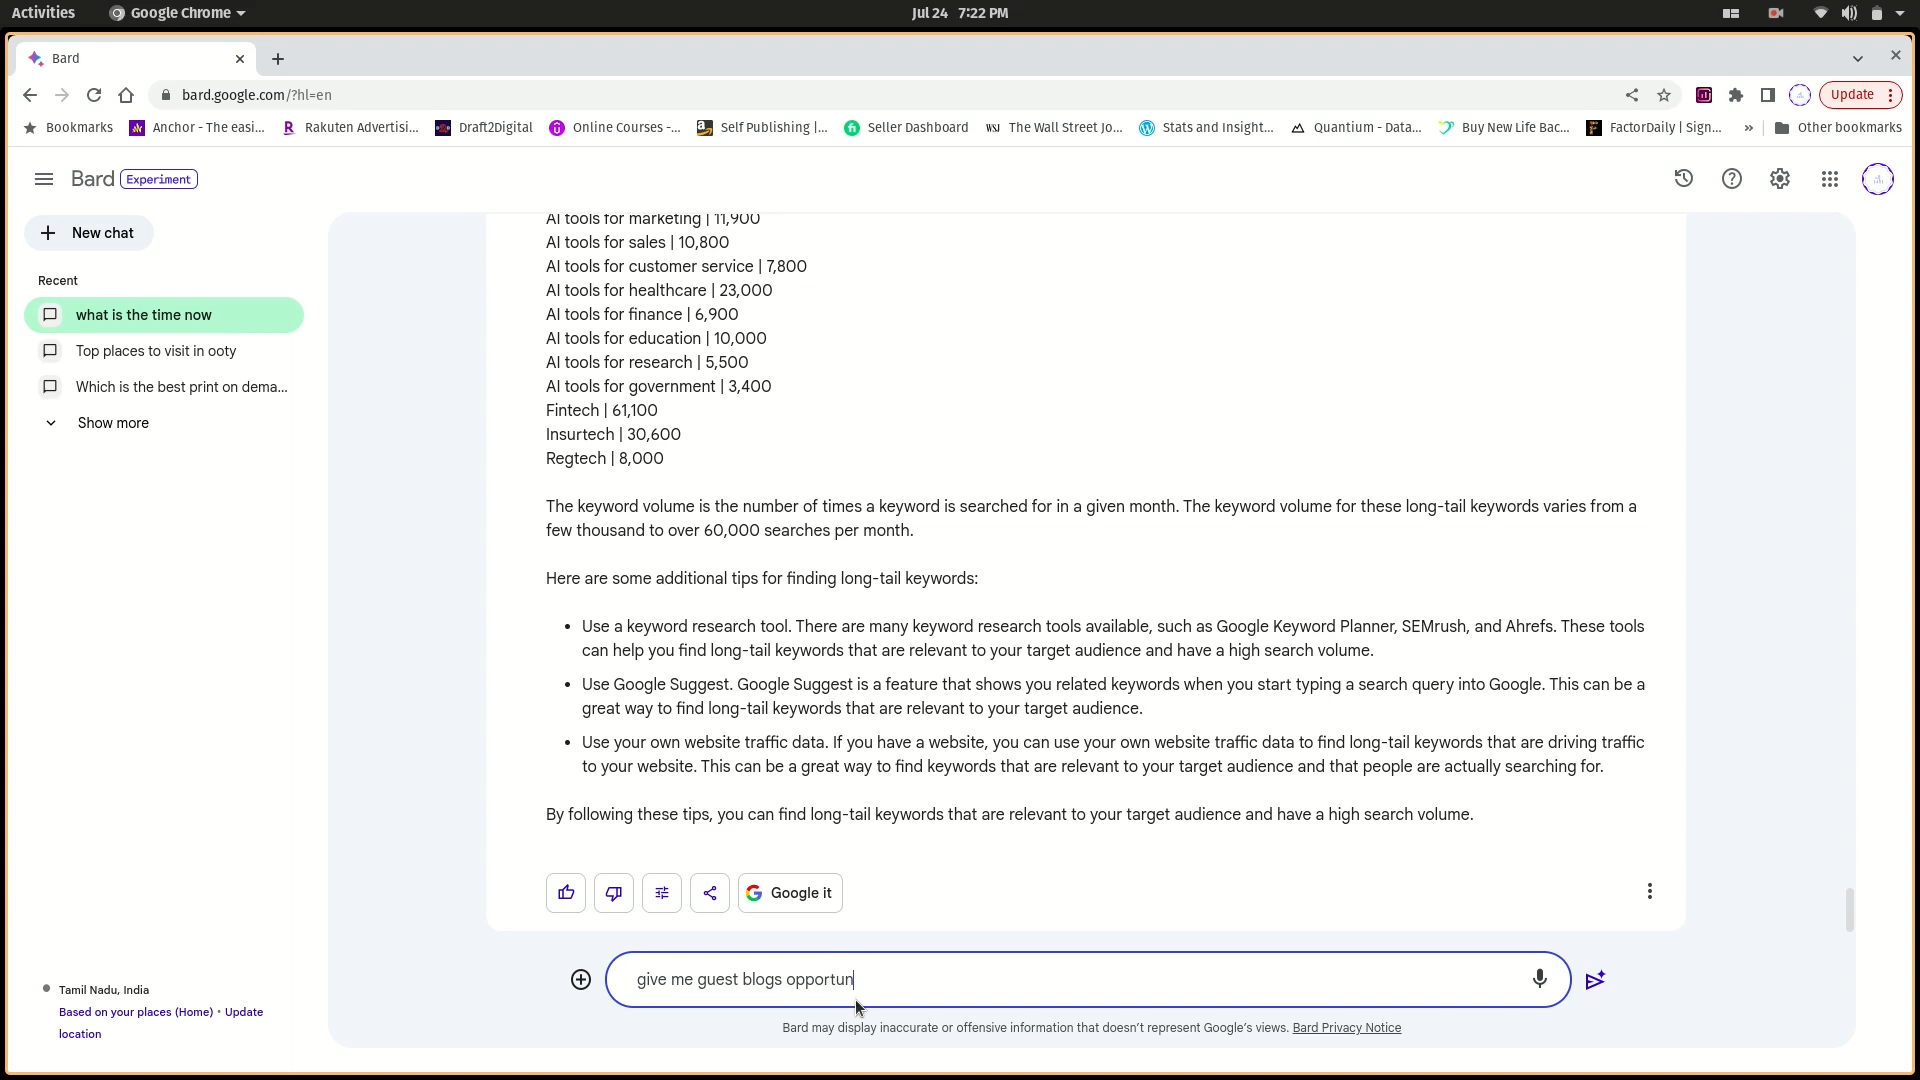 Activities
Google Chrome
Jul 24 7:22 PM
Bard
bard.google.com/?hl=en
Update
Bookmarks
Anchor - The easi...
Rakuten Advertisi...
Draft2Digital
Online Courses -...
Self Publishing |...
Seller Dashboard
WSJ The Wall Street Jo...
Stats and Insight...
Quantium - Data...
Buy New Life Bac...
FactorDaily | Sign...
»
Other bookmarks
Bard Experiment
+ New chat
Recent
what is the time now
Top places to visit in ooty
Which is the best print on dema...
Show more
AI tools for marketing | 11,900
AI tools for sales | 10,800
AI tools for customer service | 7,800
AI tools for healthcare | 23,000
AI tools for finance | 6,900
AI tools for education | 10,000
AI tools for research | 5,500
AI tools for government | 3,400
Fintech | 61,100
Insurtech | 30,600
Regtech | 8,000
The keyword volume is the number of times a keyword is searched for in a given month. The keyword volume for these long-tail keywords varies from a
few thousand to over 60,000 searches per month.
Here are some additional tips for finding long-tail keywords:
• Use a keyword research tool. There are many keyword research tools available, such as Google Keyword Planner, SEMrush, and Ahrefs. These tools
can help you find long-tail keywords that are relevant to your target audience and have a high search volume.
• Use Google Suggest. Google Suggest is a feature that shows you related keywords when you start typing a search query into Google. This can be a
great way to find long-tail keywords that are relevant to your target audience.
• Use your own website traffic data. If you have a website, you can use your own website traffic data to find long-tail keywords that are driving traffic
to your website. This can be a great way to find keywords that are relevant to your target audience and that people are actually searching for.
By following these tips, you can find long-tail keywords that are relevant to your target audience and have a high search volume.
Google it
give me guest blogs opportun
Bard may display inaccurate or offensive information that doesn't represent Google's views. Bard Privacy Notice
Tamil Nadu, India
Based on your places (Home) • Update
location